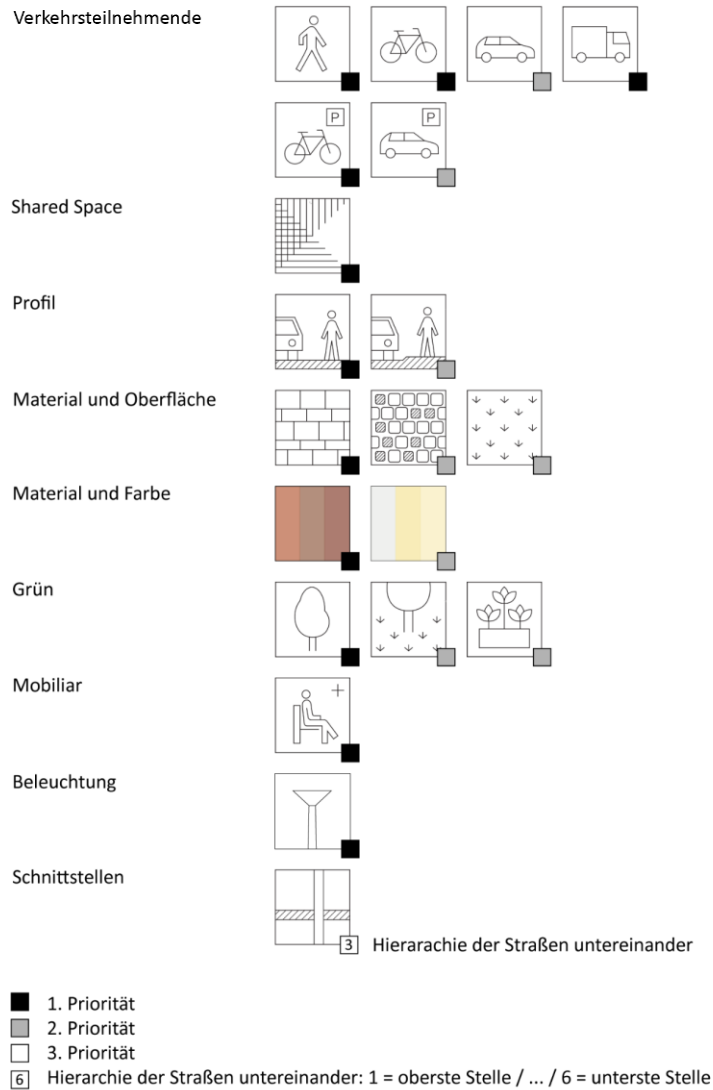 Verkehrsteilnehmende
P
P
Shared Space
Profil
Material und Oberfläche
Material und Farbe
Grün
Mobiliar
Beleuchtung
Schnittstellen
3 Hierarachie der Straßen untereinander
1. Priorität
2. Priorität
3. Priorität
6 Hierarchie der Straßen untereinander: 1 = oberste Stelle / ... / 6 = unterste Stelle